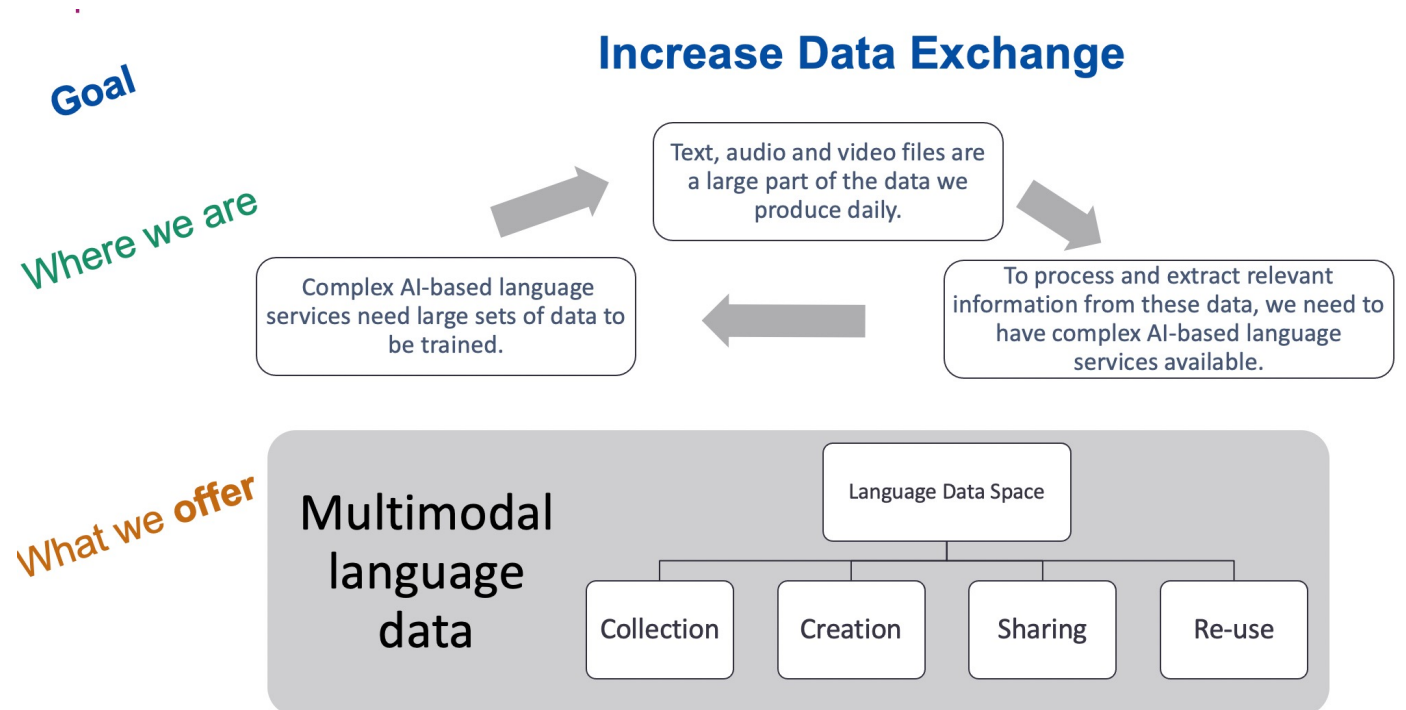 Increase Data Exchange
Goal
Text, audio and video files are
a large part of the data we
produce daily.
Where we are
Complex AI-based language
services need large sets of data to
be trained.
To process and extract relevant
information from these data, we need to
have complex AI-based language
services available.
What we offer
Multimodal
language
data
Language Data Space
Collection
Creation
Sharing
Re-use